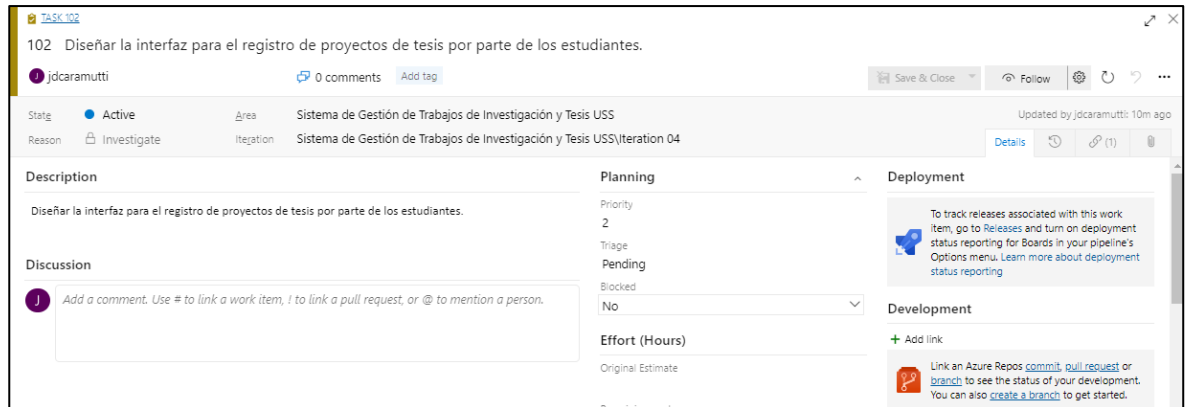 TASK 102
102 Diseñar la interfaz para el registro de proyectos de tesis por parte de los estudiantes.
J jdcaramutti 0 comments Add tag Save & Close Follow
State Active Area Sistema de Gestión de Trabajos de Investigación y Tesis USS Updated by jdcaramutti: 10m ago
Reason Investigate Iteration Sistema de Gestión de Trabajos de Investigación y Tesis USS\Iteration 04
Details (1)
Description
Diseñar la interfaz para el registro de proyectos de tesis por parte de los estudiantes.
Discussion
J Add a comment. Use # to link a work item, ! to link a pull request, or @ to mention a person.
Planning
Priority
2
Triage
Pending
Blocked
No
Effort (Hours)
Original Estimate
Deployment
To track releases associated with this work
item, go to Releases and turn on deployment
status reporting for Boards in your pipeline's
Options menu. Learn more about deployment
status reporting
Development
+ Add link
Link an Azure Repos commit, pull request or
branch to see the status of your development.
You can also create a branch to get started.